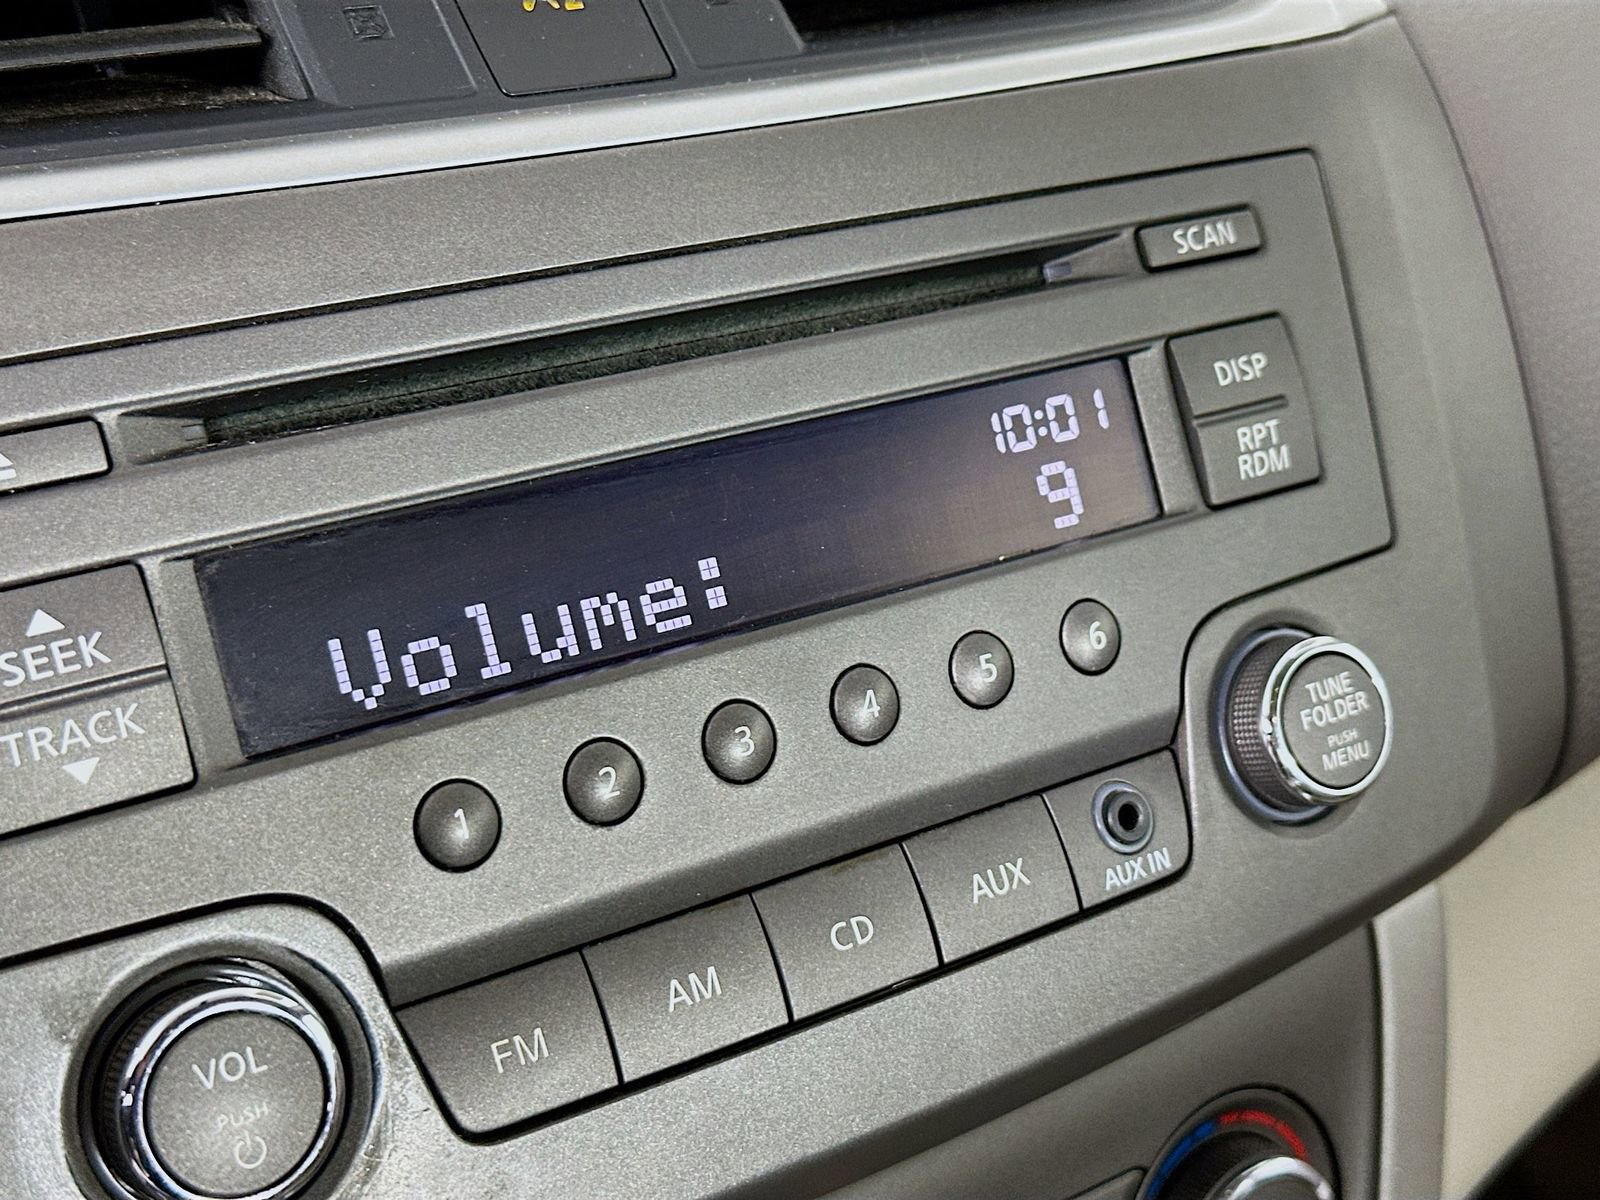 SCAN
DISP
RPT
RDM
10:01
9
Volume:
SEEK
TRACK
1
2
3
4
5
6
TUNE
FOLDER
PUSH
MENU
FM
AM
CD
AUX
AUX IN
VOL
PUSH